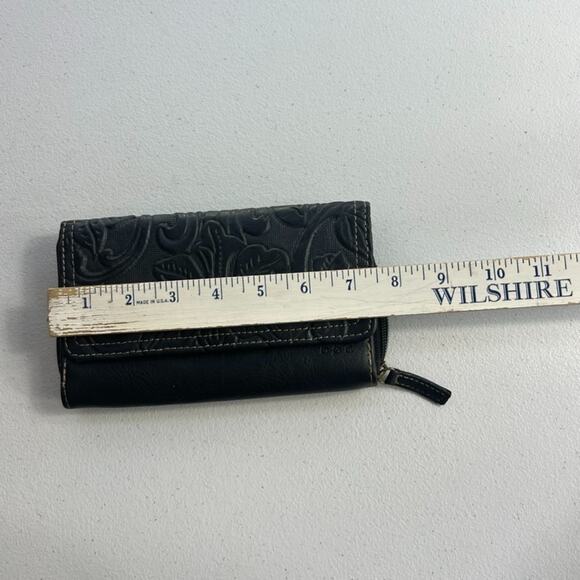 1 2 3 4 5 6 7 8 9 10 11
MADE IN U.S.A.
WILSHIRE